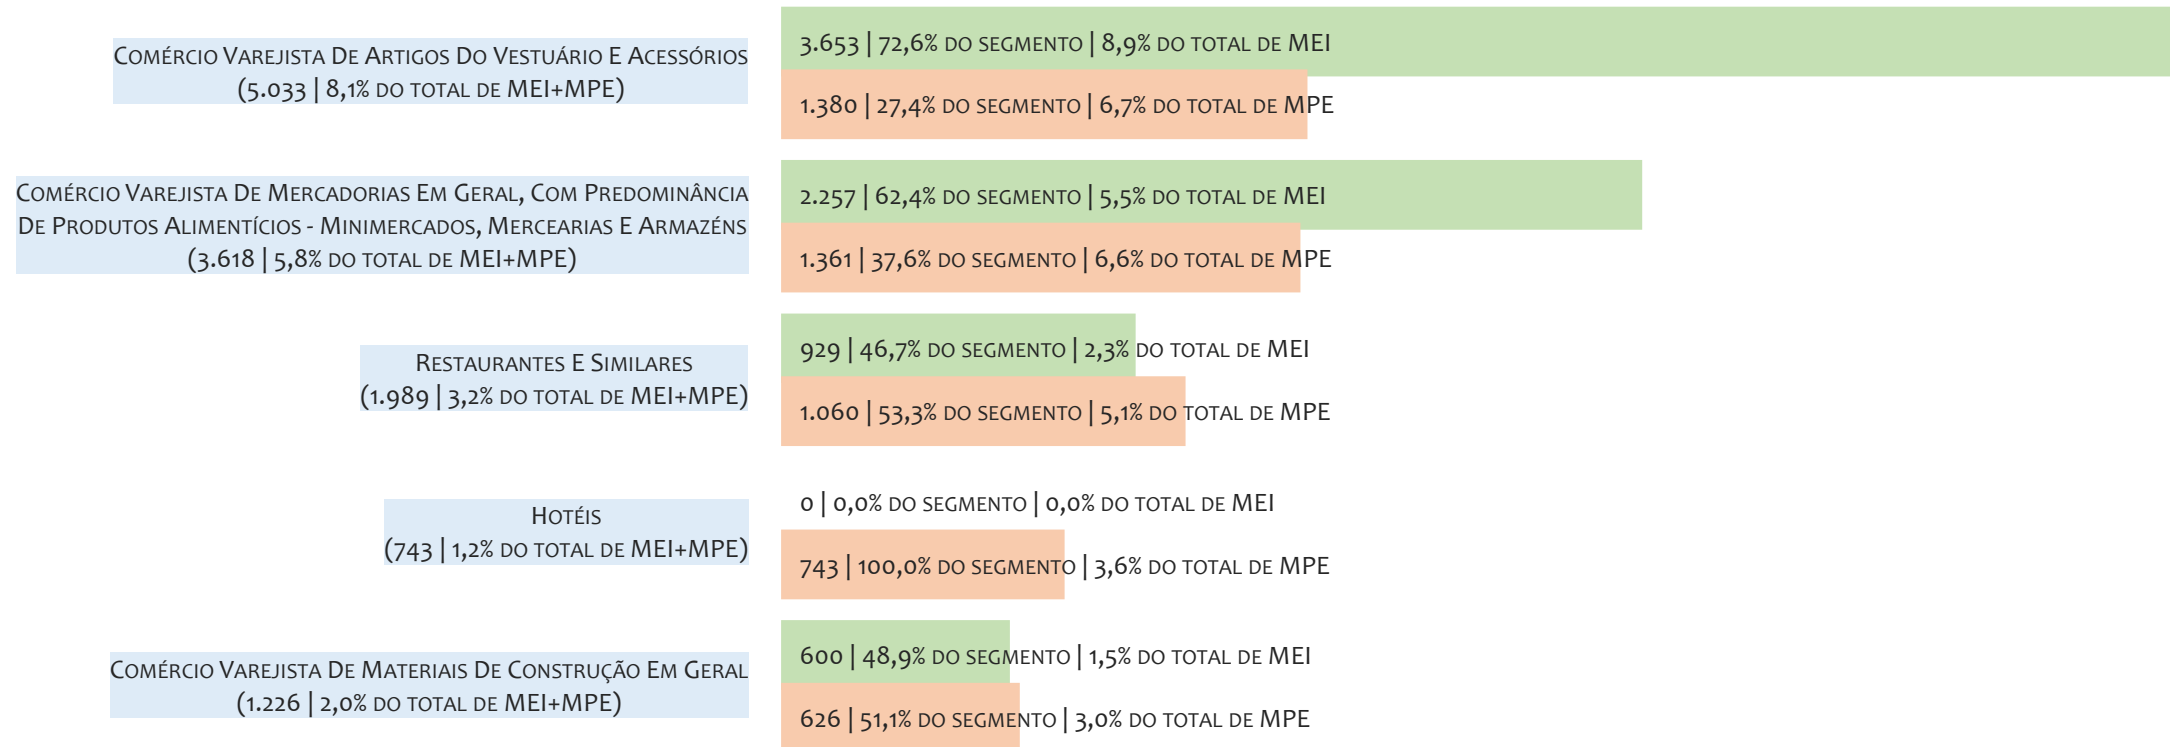 Comércio Varejista De Artigos Do Vestuário E Acessórios
(5.033 | 8,1% do total de MEI+MPE)
3.653 | 72,6% do segmento | 8,9% do total de MEI
1.380 | 27,4% do segmento | 6,7% do total de MPE
Comércio Varejista De Mercadorias Em Geral, Com Predominância
De Produtos Alimentícios - Minimercados, Mercearias E Armazéns
(3.618 | 5,8% do total de MEI+MPE)
2.257 | 62,4% do segmento | 5,5% do total de MEI
1.361 | 37,6% do segmento | 6,6% do total de MPE
Restaurantes E Similares
(1.989 | 3,2% do total de MEI+MPE)
929 | 46,7% do segmento | 2,3% do total de MEI
1.060 | 53,3% do segmento | 5,1% do total de MPE
Hotéis
(743 | 1,2% do total de MEI+MPE)
0 | 0,0% do segmento | 0,0% do total de MEI
743 | 100,0% do segmento | 3,6% do total de MPE
Comércio Varejista De Materiais De Construção Em Geral
(1.226 | 2,0% do total de MEI+MPE)
600 | 48,9% do segmento | 1,5% do total de MEI
626 | 51,1% do segmento | 3,0% do total de MPE